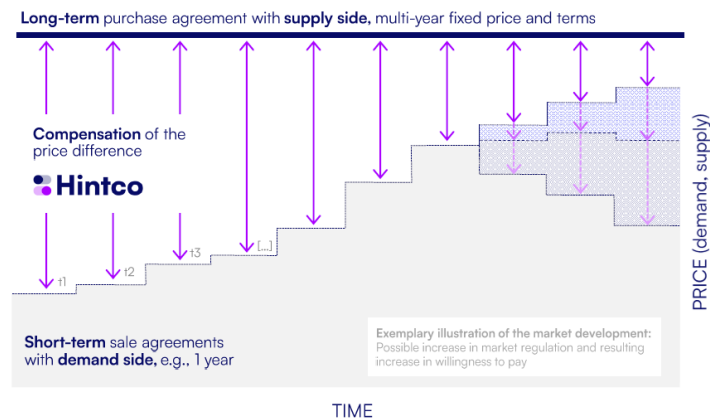 Long-term purchase agreement with supply side, multi-year fixed price and terms
Compensation of the
price difference
Hintco
t1
t2
t3
[...]
Short-term sale agreements
with demand side, e.g., 1 year
Exemplary illustration of the market development:
Possible increase in market regulation and resulting
increase in willingness to pay
PRICE (demand, supply)
TIME